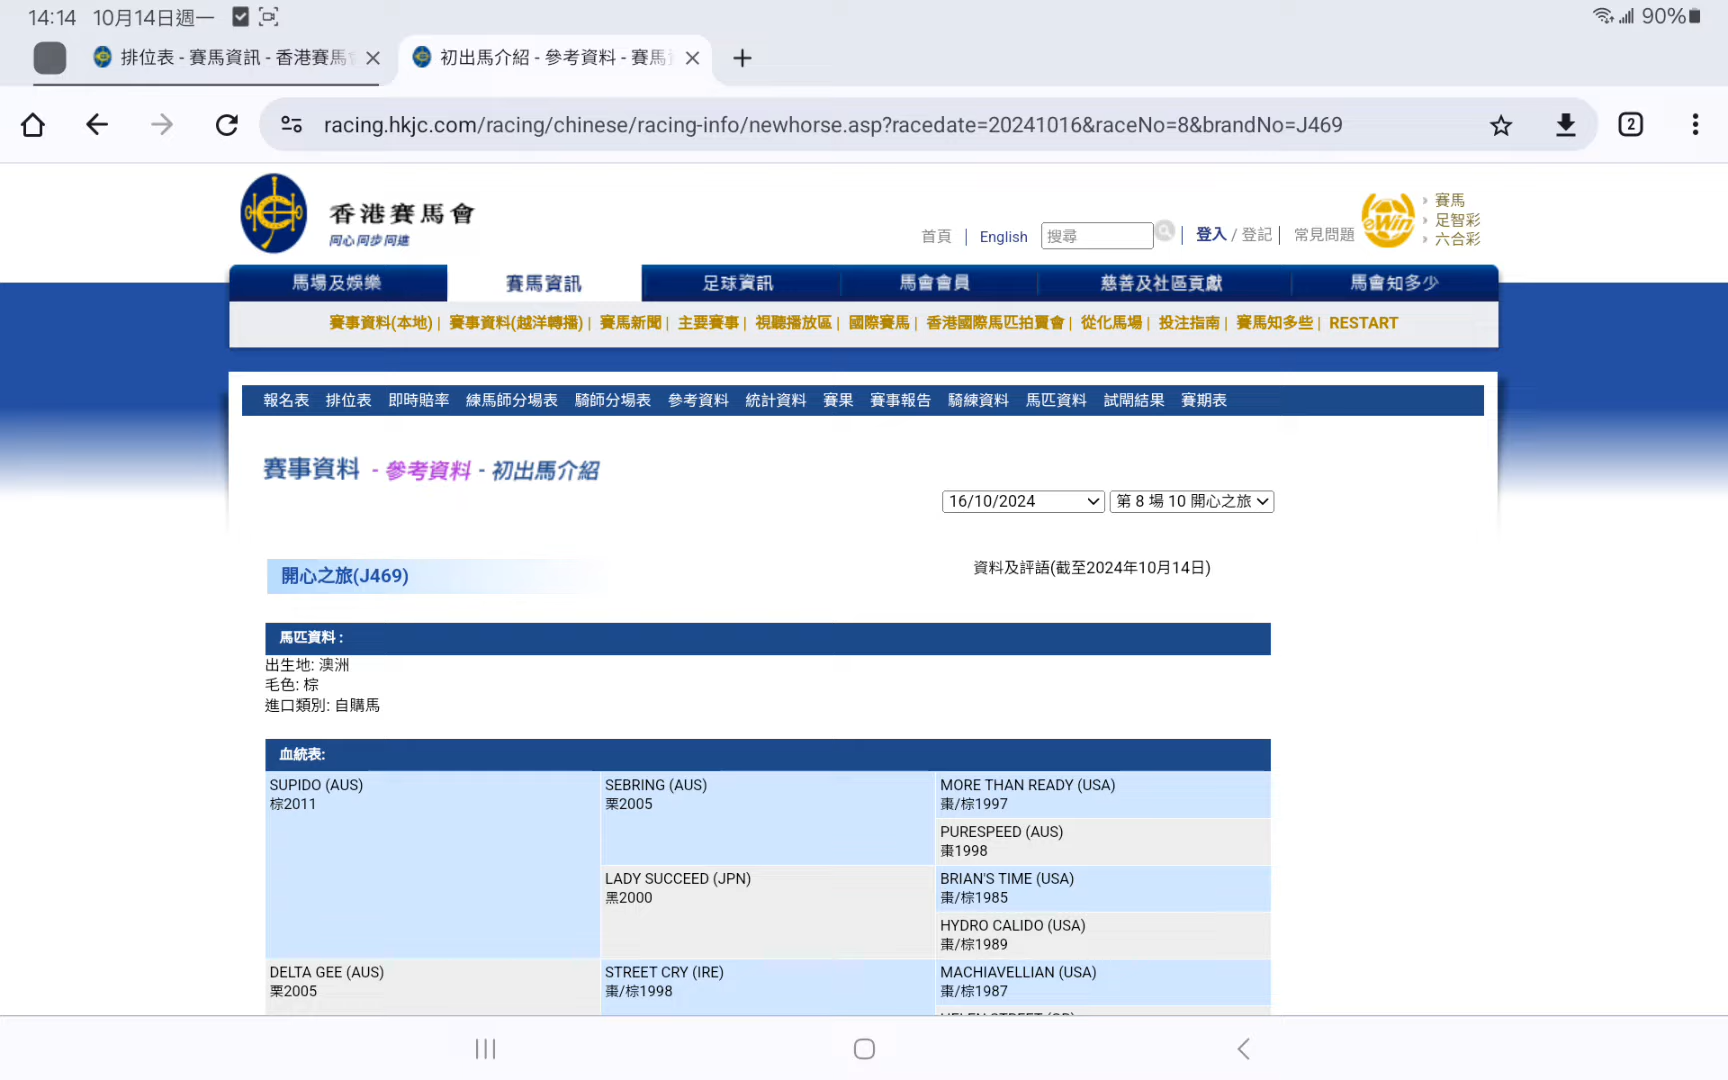 14:14 10月14日週一 90%
排位表 - 賽馬資訊 - 香港賽馬會
初出馬介紹 - 參考資料 - 賽馬資
racing.hkjc.com/racing/chinese/racing-info/newhorse.asp?racedate=20241016&raceNo=8&brandNo=J469
2
香港賽馬會
同心同步同進
首頁 | English 搜尋 | 登入 / 登記 | 常見問題
eWin
賽馬
足智彩
六合彩
馬場及娛樂 賽馬資訊 足球資訊 馬會會員 慈善及社區貢獻 馬會知多少
賽事資料(本地) | 賽事資料(越洋轉播) | 賽馬新聞 | 主要賽事 | 視聽播放區 | 國際賽馬 | 香港國際馬匹拍賣會 | 從化馬場 | 投注指南 | 賽馬知多些 | RESTART
報名表 排位表 即時賠率 練馬師分場表 騎師分場表 參考資料 統計資料 賽果 賽事報告 騎練資料 馬匹資料 試閘結果 賽期表
賽事資料 - 參考資料 - 初出馬介紹
16/10/2024 第 8 場 10 開心之旅
開心之旅(J469) 資料及評語(截至2024年10月14日)
馬匹資料 :
出生地: 澳洲
毛色: 棕
進口類別: 自購馬
血統表:
SUPIDO (AUS)
棕2011
SEBRING (AUS)
栗2005
MORE THAN READY (USA)
棗/棕1997
PURESPEED (AUS)
棗1998
LADY SUCCEED (JPN)
黑2000
BRIAN'S TIME (USA)
棗/棕1985
HYDRO CALIDO (USA)
棗/棕1989
DELTA GEE (AUS)
栗2005
STREET CRY (IRE)
棗/棕1998
MACHIAVELLIAN (USA)
棗/棕1987